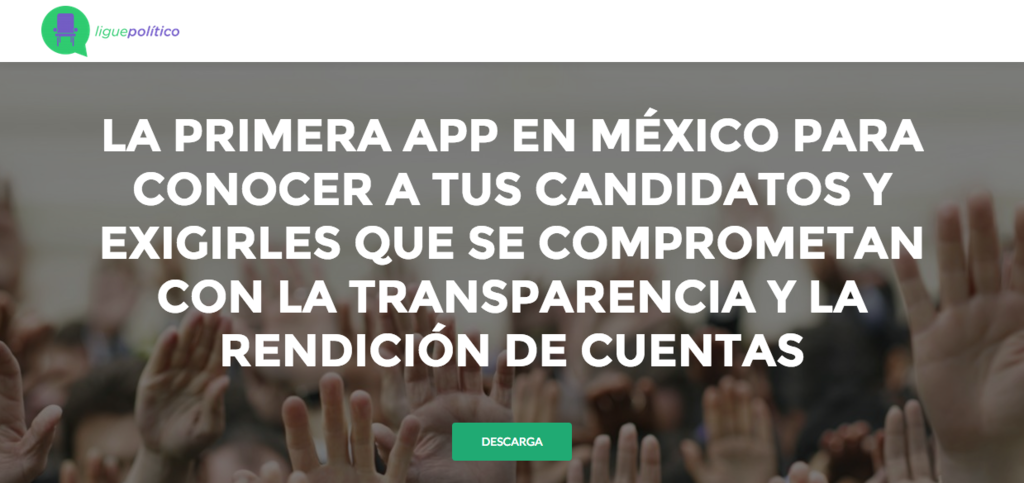 liguepolítico
LA PRIMERA APP EN MÉXICO PARA
CONOCER A TUS CANDIDATOS Y
EXIGIRLES QUE SE COMPROMETAN
CON LA TRANSPARENCIA Y LA
RENDICIÓN DE CUENTAS
DESCARGA